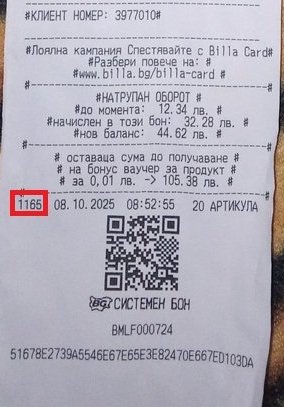 #КЛИЕНТ НОМЕР: 3977010#
#Лоялна кампания Спестявайте с Billa Card#
#Разбери повече на:#
#www.billa.bg/billa-card #
#НАТРУПАН ОБОРОТ#
#до момента: 12.34 лв.#
#начислен в този бон: 32.28 лв.#
#нов баланс: 44.62 лв.#
# оставаща сума до получаване #
# на бонус ваучер за продукт #
# за 0,01 лв. -> 105.38 лв.#
1165 08.10.2025 08:52:55 20 АРТИКУЛА
BG СИСТЕМЕН БОН
BMLF000724
51678E2739A5546E67E65E3E82470E667ED103DA